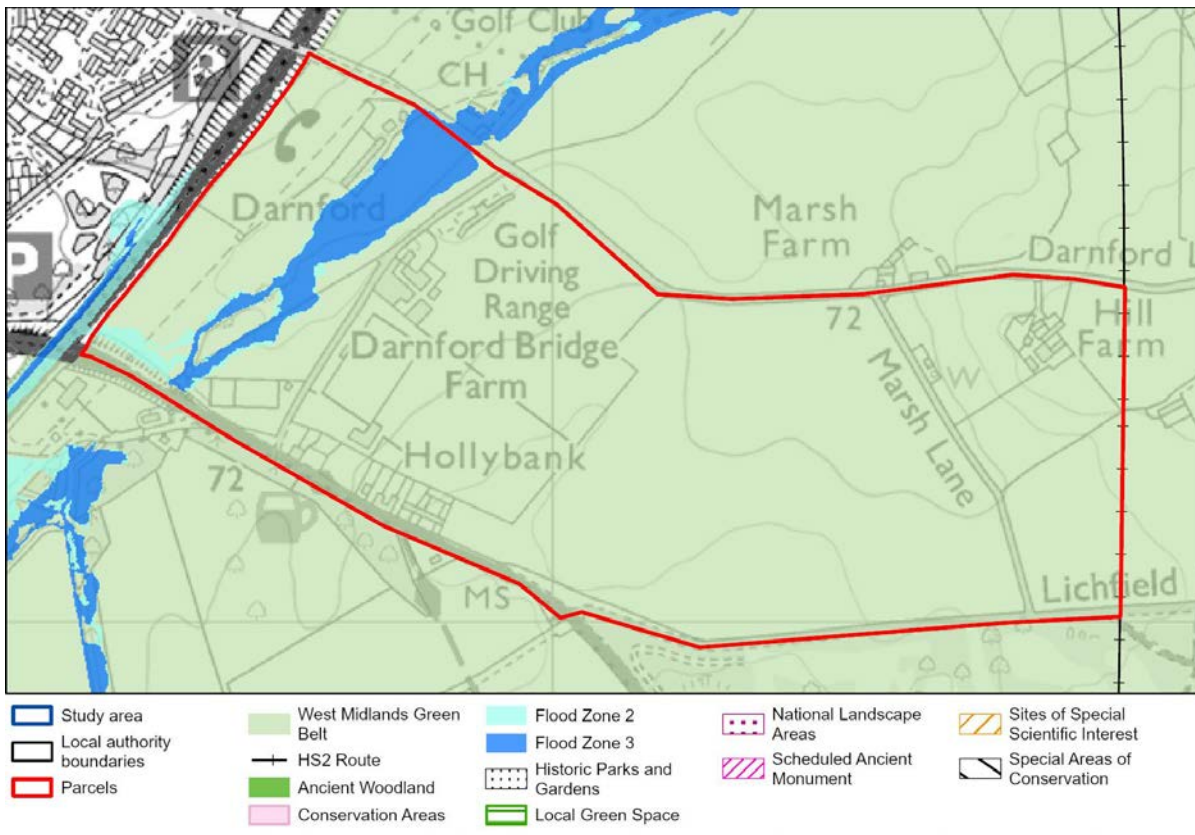 Golf Club
CH
P
Darnford
Golf
Driving
Range
Marsh
Farm
Darnford L
72
Hill
Farm
Darnford Bridge
Farm
W
Marsh Lane
Hollybank
72
MS
Lichfield
Study area
Local authority
boundaries
Parcels
West Midlands Green
Belt
HS2 Route
Ancient Woodland
Conservation Areas
Flood Zone 2
Flood Zone 3
Historic Parks and
Gardens
Local Green Space
National Landscape
Areas
Scheduled Ancient
Monument
Sites of Special
Scientific Interest
Special Areas of
Conservation